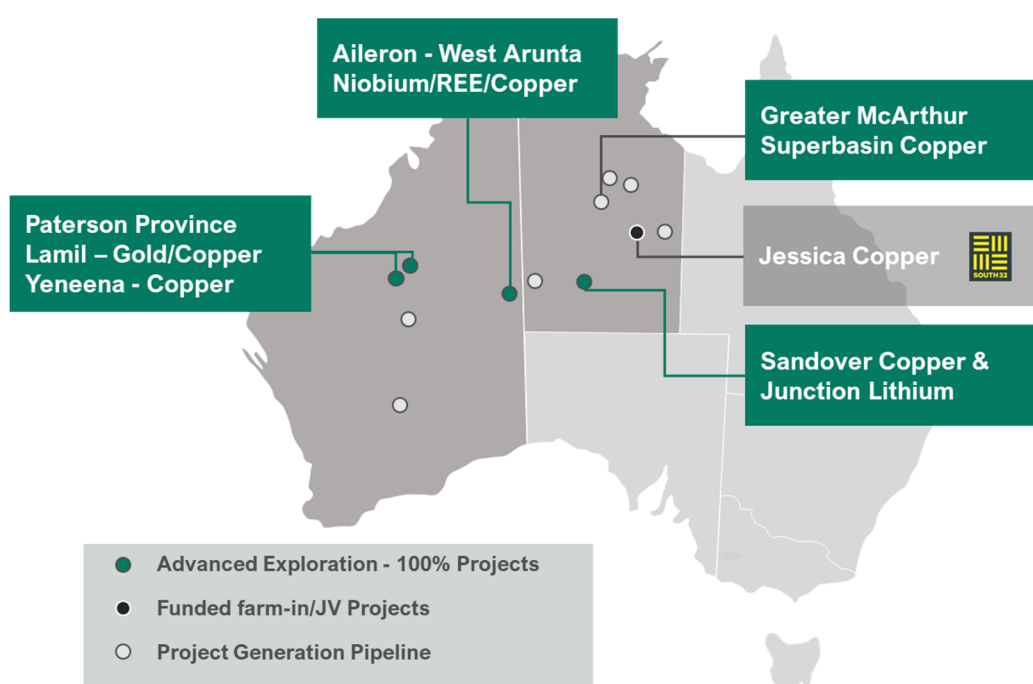 Aileron - West Arunta
Niobium/REE/Copper
Greater McArthur
Superbasin Copper
Paterson Province
Lamil – Gold/Copper
Yeneena - Copper
Jessica Copper
SOUTH32
Sandover Copper &
Junction Lithium
Advanced Exploration - 100% Projects
Funded farm-in/JV Projects
Project Generation Pipeline